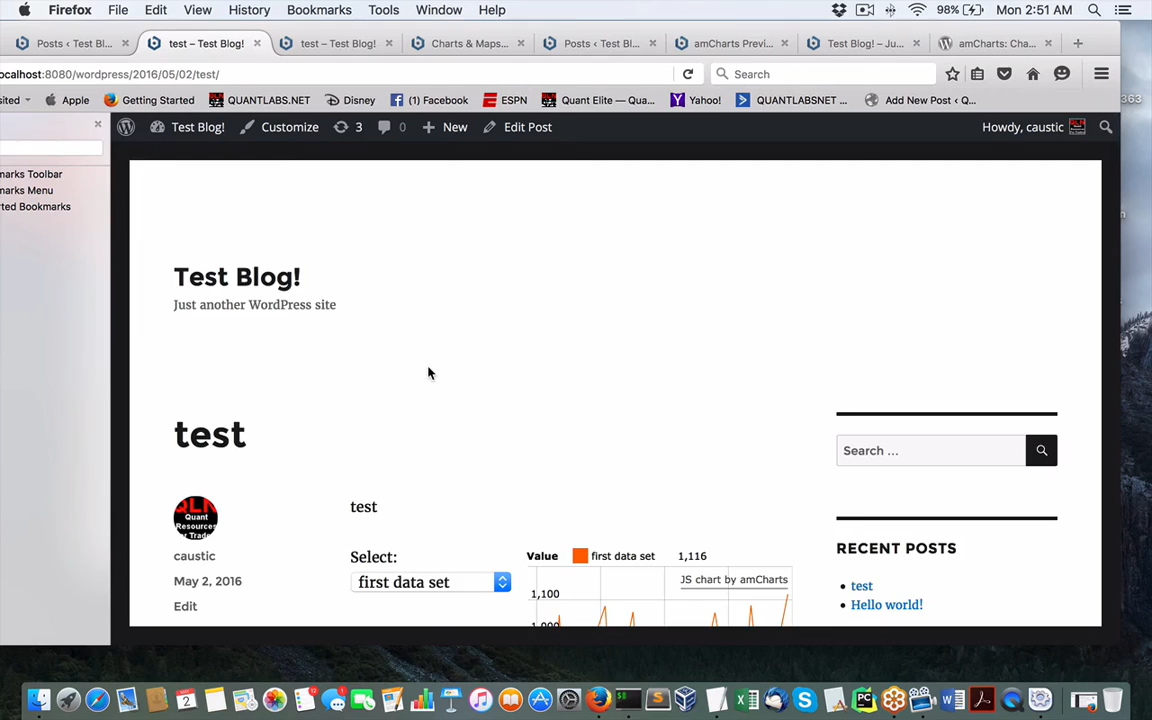 Firefox File Edit View History Bookmarks Tools Window Help 98% Mon 2:51 AM
Posts ‹ Test Bl... test – Test Blog! test – Test Blog! Charts & Maps... Posts ‹ Test Bl... amCharts Previ... Test Blog! – Ju... amCharts: Cha...
ocalhost:8080/wordpress/2016/05/02/test/ Search
sited Apple Getting Started QUANTLABS.NET Disney (1) Facebook ESPN Quant Elite — Qua... Yahoo! QUANTLABSNET ... Add New Post ‹ Q...
363
Test Blog! Customize 3 0 New Edit Post Howdy, caustic
marks Toolbar
marks Menu
rted Bookmarks
Test Blog!
Just another WordPress site
test
Search ...
QLN
Quant
Resources
test
caustic
Select:
Value first data set 1,116
RECENT POSTS
May 2, 2016
first data set
JS chart by amCharts
test
1,100
Edit
Hello world!